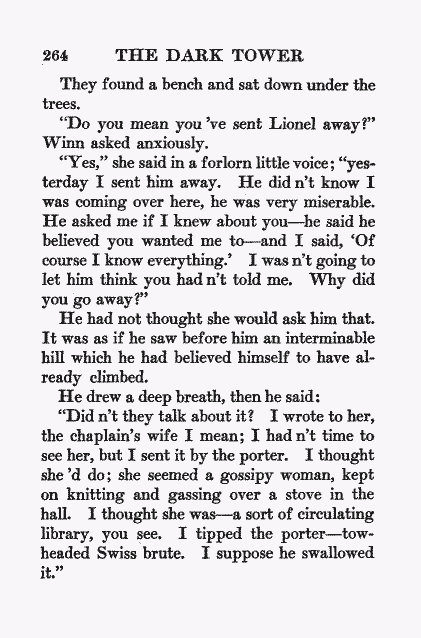 264 THE DARK TOWER
They found a bench and sat down under the
trees.
“Do you mean you ’ve sent Lionel away?”
Winn asked anxiously.
“Yes,” she said in a forlorn little voice; “yes-
terday I sent him away. He did n’t know I
was coming over here, he was very miserable.
He asked me if I knew about you—he said he
believed you wanted me to—and I said, ‘Of
course I know everything.’ I was n’t going to
let him think you had n’t told me. Why did
you go away?”
He had not thought she would ask him that.
It was as if he saw before him an interminable
hill which he had believed himself to have al-
ready climbed.
He drew a deep breath, then he said:
“Did n’t they talk about it? I wrote to her,
the chaplain’s wife I mean; I had n’t time to
see her, but I sent it by the porter. I thought
she ’d do; she seemed a gossipy woman, kept
on knitting and gassing over a stove in the
hall. I thought she was—a sort of circulating
library, you see. I tipped the porter—tow-
headed Swiss brute. I suppose he swallowed
it.”